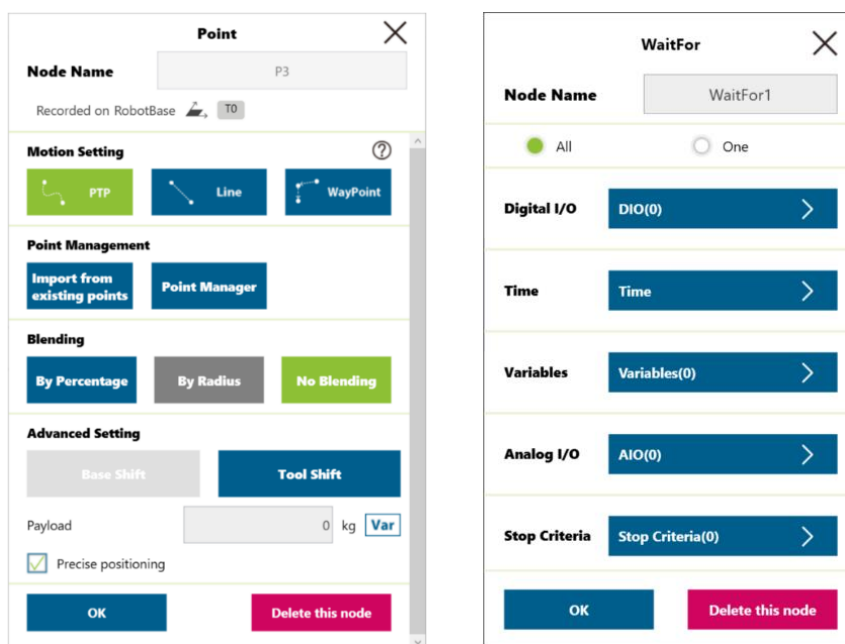 Point
Node Name
P3
Recorded on RobotBase T0
Motion Setting ?
PTP Line WayPoint
Point Management
Import from
existing points
Point Manager
Blending
By Percentage By Radius No Blending
Advanced Setting
Base Shift Tool Shift
Payload 0 kg Var
Precise positioning
OK Delete this node
WaitFor
Node Name WaitFor1
All One
Digital I/O DIO(0)
Time Time
Variables Variables(0)
Analog I/O AIO(0)
Stop Criteria Stop Criteria(0)
OK Delete this node